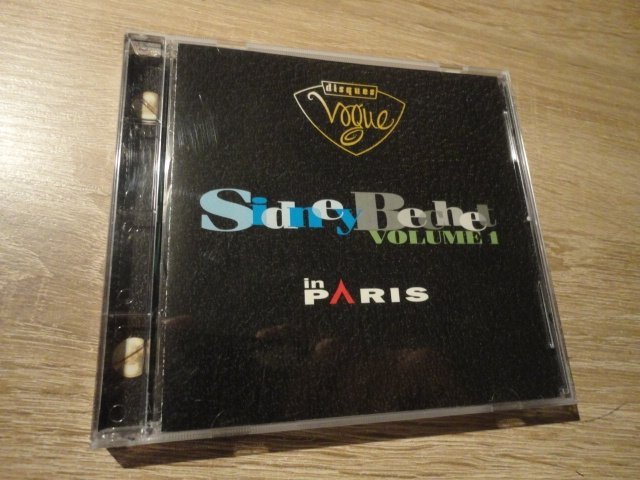 disques
Vogue
Sidney Bechet
VOLUME 1
in
PARIS